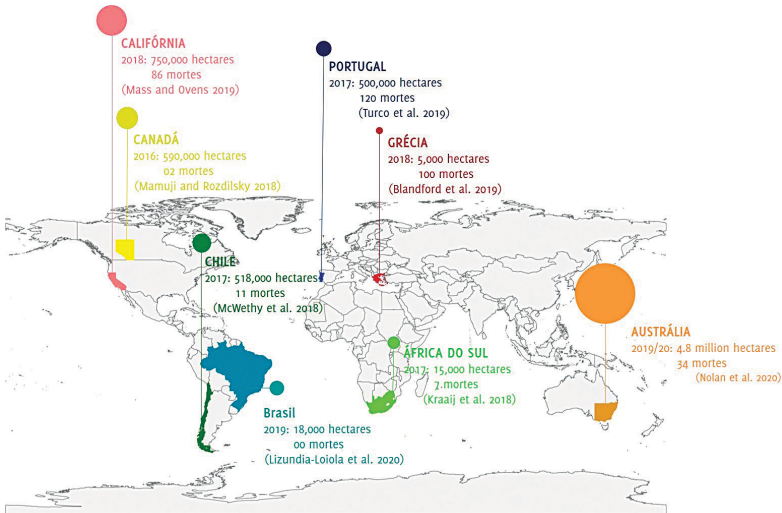 CALIFÓRNIA
2018: 750,000 hectares
86 mortes
(Mass and Ovens 2019)
CANADÁ
2016: 590,000 hectares
02 mortes
(Mamuji and Rozdilsky 2018)
PORTUGAL
2017: 500,000 hectares
120 mortes
(Turco et al. 2019)
GRÉCIA
2018: 5,000 hectares
100 mortes
(Blandford et al. 2019)
CHILE
2017: 518,000 hectares
11 mortes
(McWethy et al. 2018)
AUSTRÁLIA
2019/20: 4.8 million hectares
34 mortes
(Nolan et al. 2020)
ÁFRICA DO SUL
2017: 15,000 hectares
7.mortes
(Kraaij et al. 2018)
Brasil
2019: 18,000 hectares
00 mortes
(Lizundia-Loiola et al. 2020)